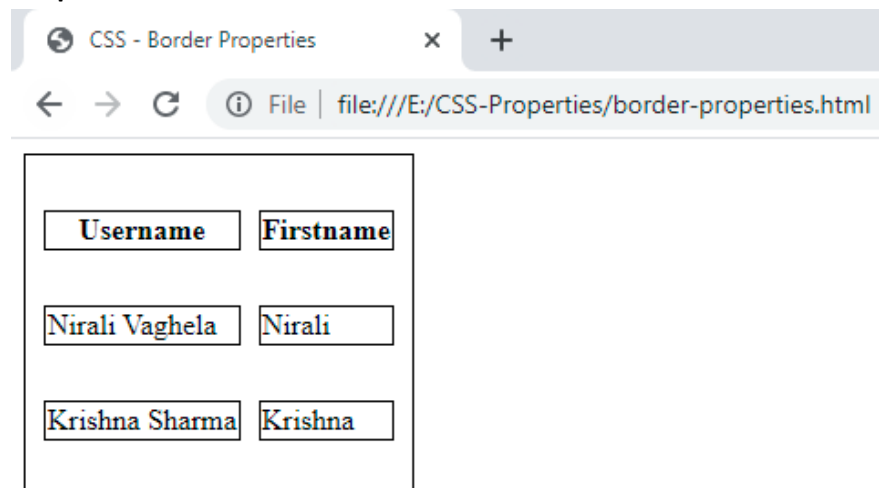 CSS - Border Properties
File | file:///E:/CSS-Properties/border-properties.html
Username Firstname
Nirali Vaghela Nirali
Krishna Sharma Krishna